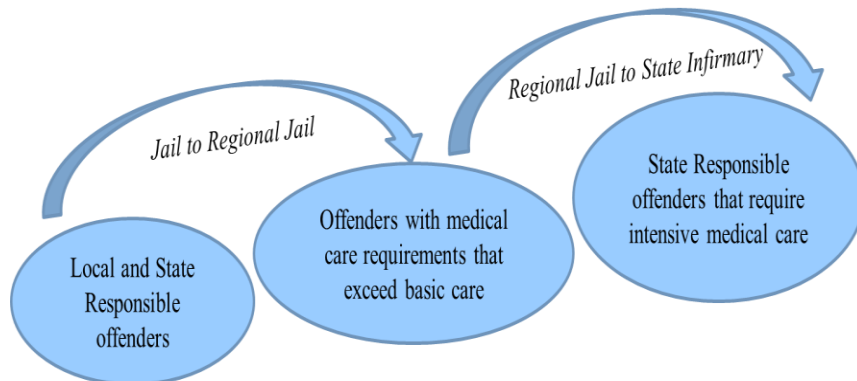 Jail to Regional Jail
Regional Jail to State Infirmary
Local and State
Responsible
offenders
Offenders with medical
care requirements that
exceed basic care
State Responsible
offenders that require
intensive medical care